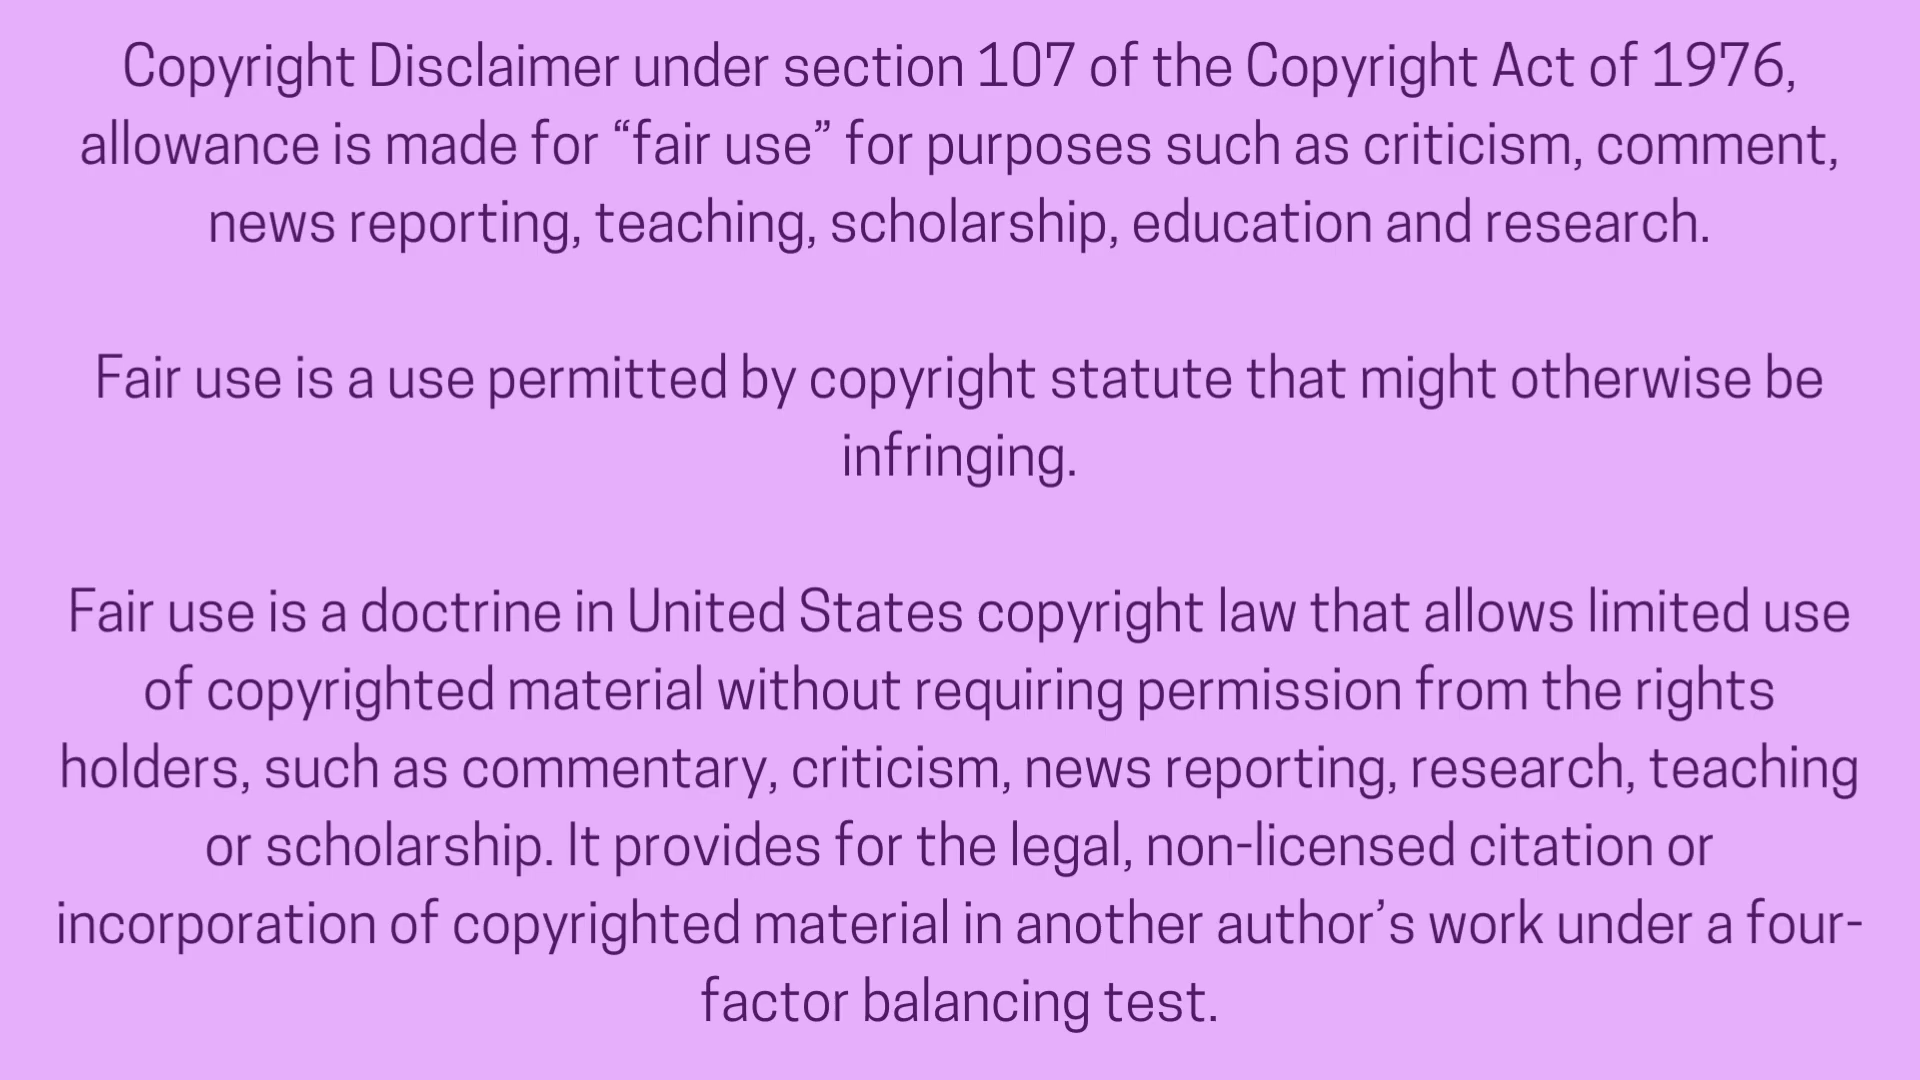 Copyright Disclaimer under section 107 of the Copyright Act of 1976,
allowance is made for “fair use” for purposes such as criticism, comment,
news reporting, teaching, scholarship, education and research.
Fair use is a use permitted by copyright statute that might otherwise be
infringing.
Fair use is a doctrine in United States copyright law that allows limited use
of copyrighted material without requiring permission from the rights
holders, such as commentary, criticism, news reporting, research, teaching
or scholarship. It provides for the legal, non-licensed citation or
incorporation of copyrighted material in another author’s work under a four-
factor balancing test.